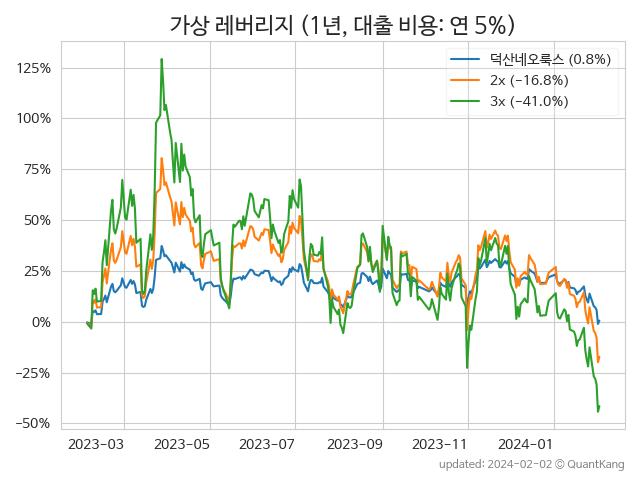 가상 레버리지 (1년, 대출 비용: 연 5%)
덕산네오룩스 (0.8%)
2x (−16.8%)
3x (−41.0%)
125%
100%
75%
50%
25%
0%
−25%
−50%
2023-03
2023-05
2023-07
2023-09
2023-11
2024-01
updated: 2024-02-02 © QuantKang